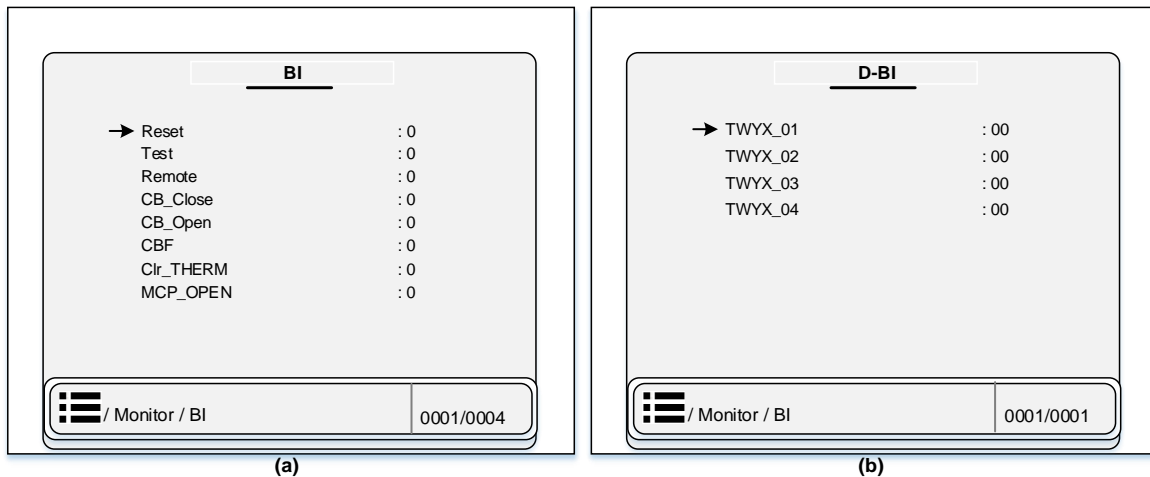 BI
Reset : 0
Test : 0
Remote : 0
CB_Close : 0
CB_Open : 0
CBF : 0
Clr_THERM : 0
MCP_OPEN : 0
/ Monitor / BI 0001/0004
(a)
D-BI
TWYX_01 : 00
TWYX_02 : 00
TWYX_03 : 00
TWYX_04 : 00
/ Monitor / BI 0001/0001
(b)